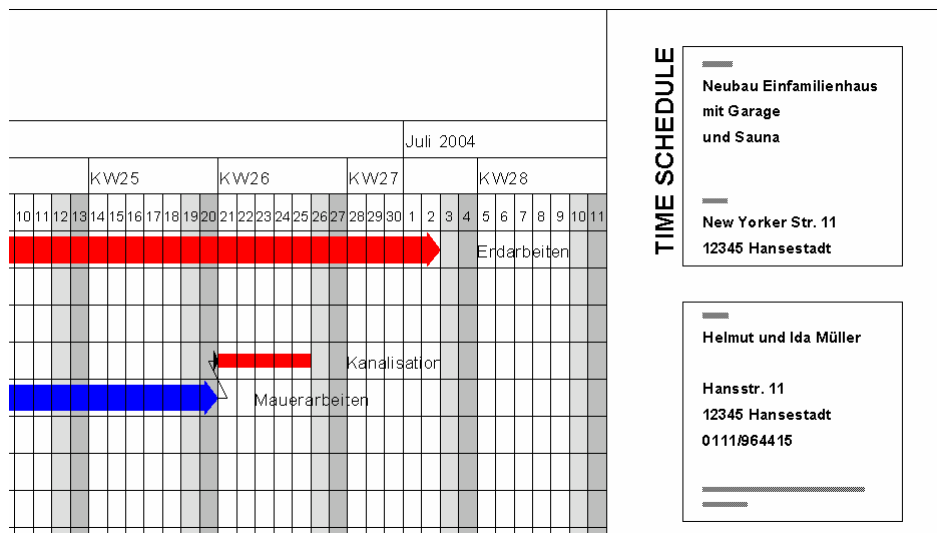 Juli 2004
KW25 KW26 KW27 KW28
10 11 12 13 14 15 16 17 18 19 20 21 22 23 24 25 26 27 28 29 30 1 2 3 4 5 6 7 8 9 10 11
Erdarbeiten
Kanalisation
Mauerarbeiten
TIME SCHEDULE
Neubau Einfamilienhaus
mit Garage
und Sauna
New Yorker Str. 11
12345 Hansestadt
Helmut und Ida Müller
Hansstr. 11
12345 Hansestadt
0111/964415